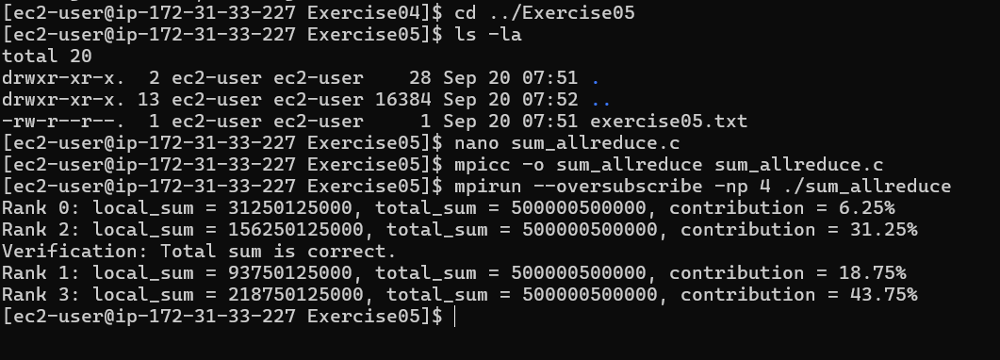 [ec2-user@ip-172-31-33-227 Exercise04]$ cd ../Exercise05
[ec2-user@ip-172-31-33-227 Exercise05]$ ls -la
total 20
drwxr-xr-x.  2 ec2-user ec2-user    28 Sep 20 07:51 .
drwxr-xr-x. 13 ec2-user ec2-user 16384 Sep 20 07:52 ..
-rw-r--r--.  1 ec2-user ec2-user     1 Sep 20 07:51 exercise05.txt
[ec2-user@ip-172-31-33-227 Exercise05]$ nano sum_allreduce.c
[ec2-user@ip-172-31-33-227 Exercise05]$ mpicc -o sum_allreduce sum_allreduce.c
[ec2-user@ip-172-31-33-227 Exercise05]$ mpirun --oversubscribe -np 4 ./sum_allreduce
Rank 0: local_sum = 31250125000, total_sum = 500000500000, contribution = 6.25%
Rank 2: local_sum = 156250125000, total_sum = 500000500000, contribution = 31.25%
Verification: Total sum is correct.
Rank 1: local_sum = 93750125000, total_sum = 500000500000, contribution = 18.75%
Rank 3: local_sum = 218750125000, total_sum = 500000500000, contribution = 43.75%
[ec2-user@ip-172-31-33-227 Exercise05]$